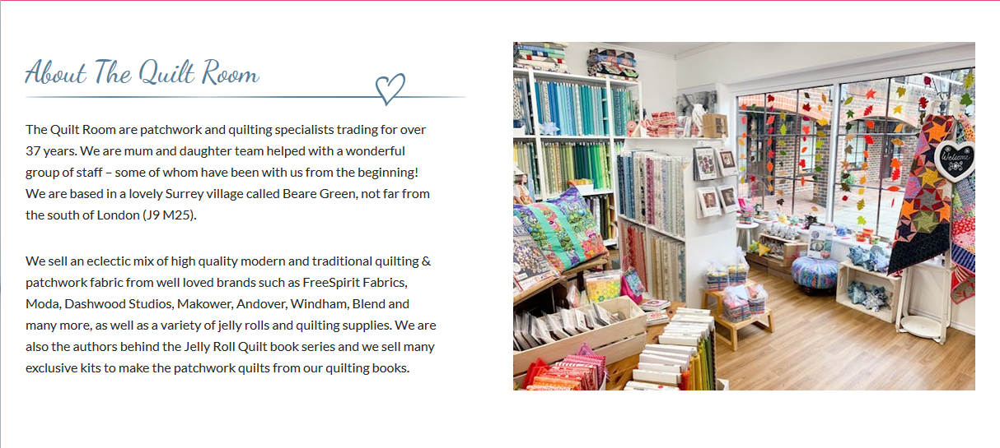 About The Quilt Room
The Quilt Room are patchwork and quilting specialists trading for over
37 years. We are mum and daughter team helped with a wonderful
group of staff – some of whom have been with us from the beginning!
We are based in a lovely Surrey village called Beare Green, not far from
the south of London (J9 M25).
We sell an eclectic mix of high quality modern and traditional quilting &
patchwork fabric from well loved brands such as FreeSpirit Fabrics,
Moda, Dashwood Studios, Makower, Andover, Windham, Blend and
many more, as well as a variety of jelly rolls and quilting supplies. We are
also the authors behind the Jelly Roll Quilt book series and we sell many
exclusive kits to make the patchwork quilts from our quilting books.
Welcome